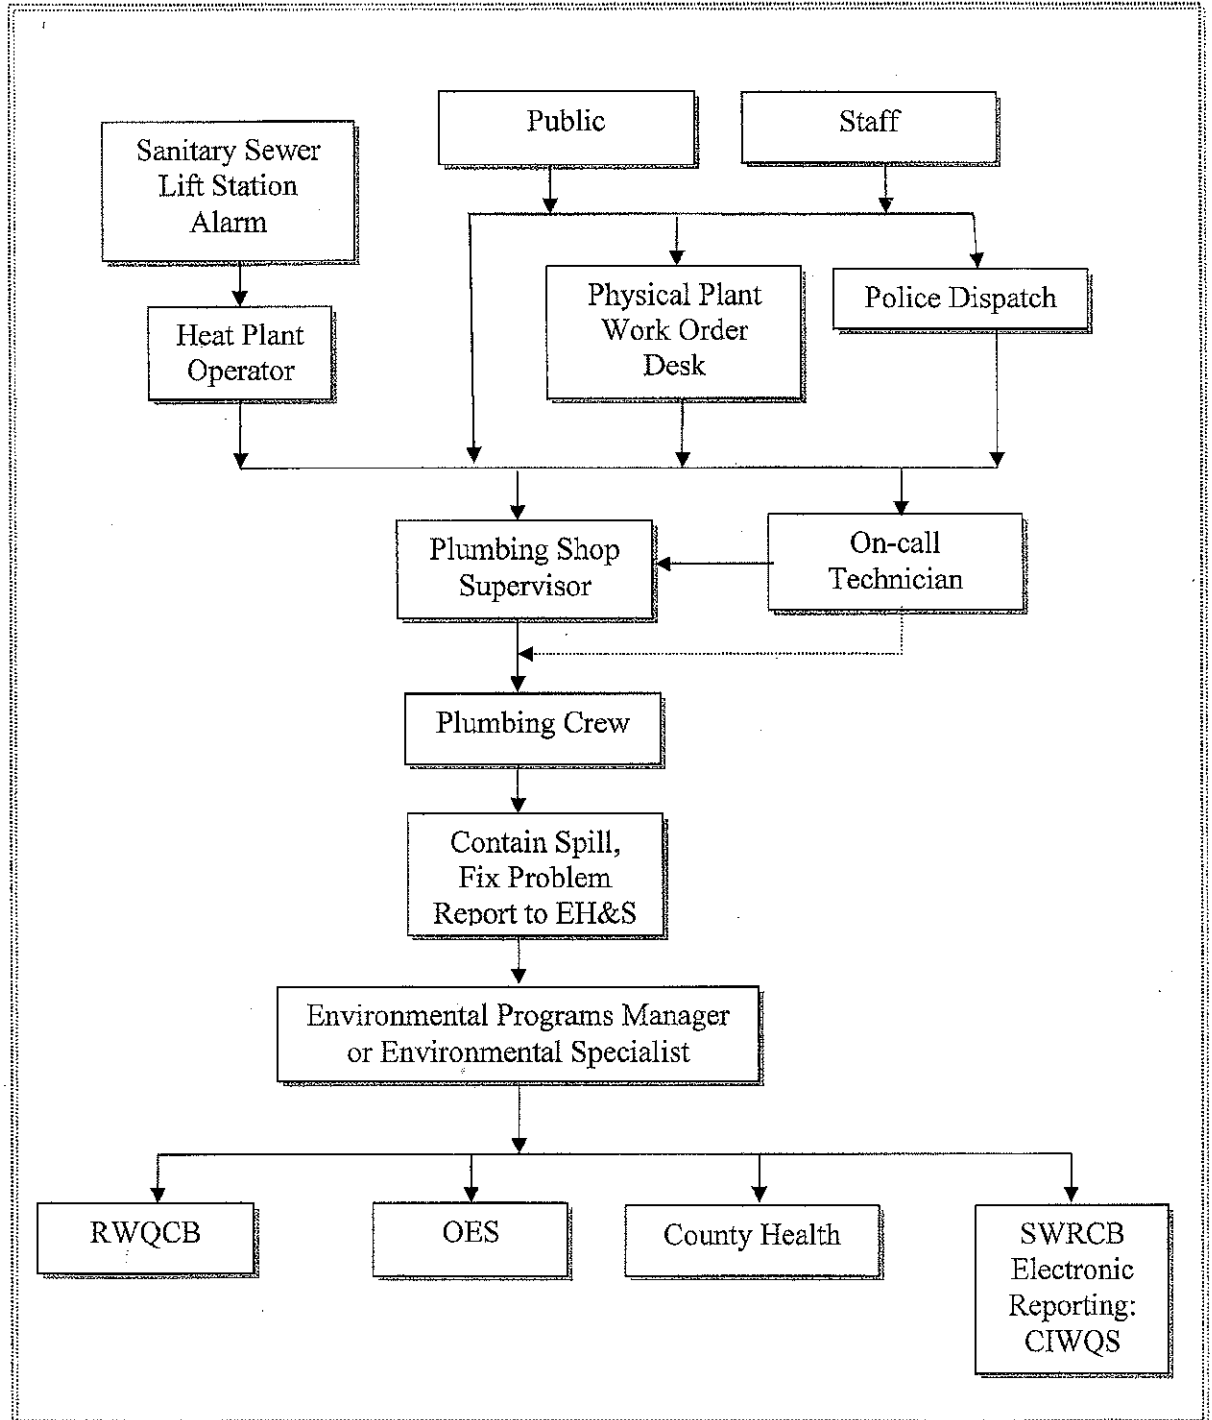 Public
Staff
Sanitary Sewer
Lift Station
Alarm
Physical Plant
Work Order
Desk
Police Dispatch
Heat Plant
Operator
Plumbing Shop
Supervisor
On-call
Technician
Plumbing Crew
Contain Spill,
Fix Problem
Report to EH&S
Environmental Programs Manager
or Environmental Specialist
RWQCB
OES
County Health
SWRCB
Electronic
Reporting:
CIWQS